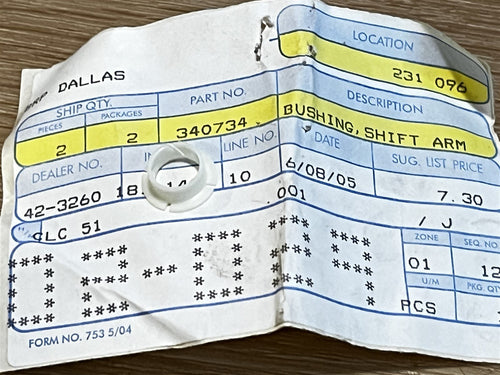 DALLAS
LOCATION
231 096
SHIP QTY.
PIECES PACKAGES PART NO. DESCRIPTION
2 2 340734 BUSHING, SHIFT ARM
DEALER NO. LINE NO. DATE SUG. LIST PRICE
42-3260 18 14 10 6/08/05 7.30
CLC 51 .001 / J
ZONE SEQ. NO
01 12
U/M PKG. QT
PCS
FORM NO. 753 5/04